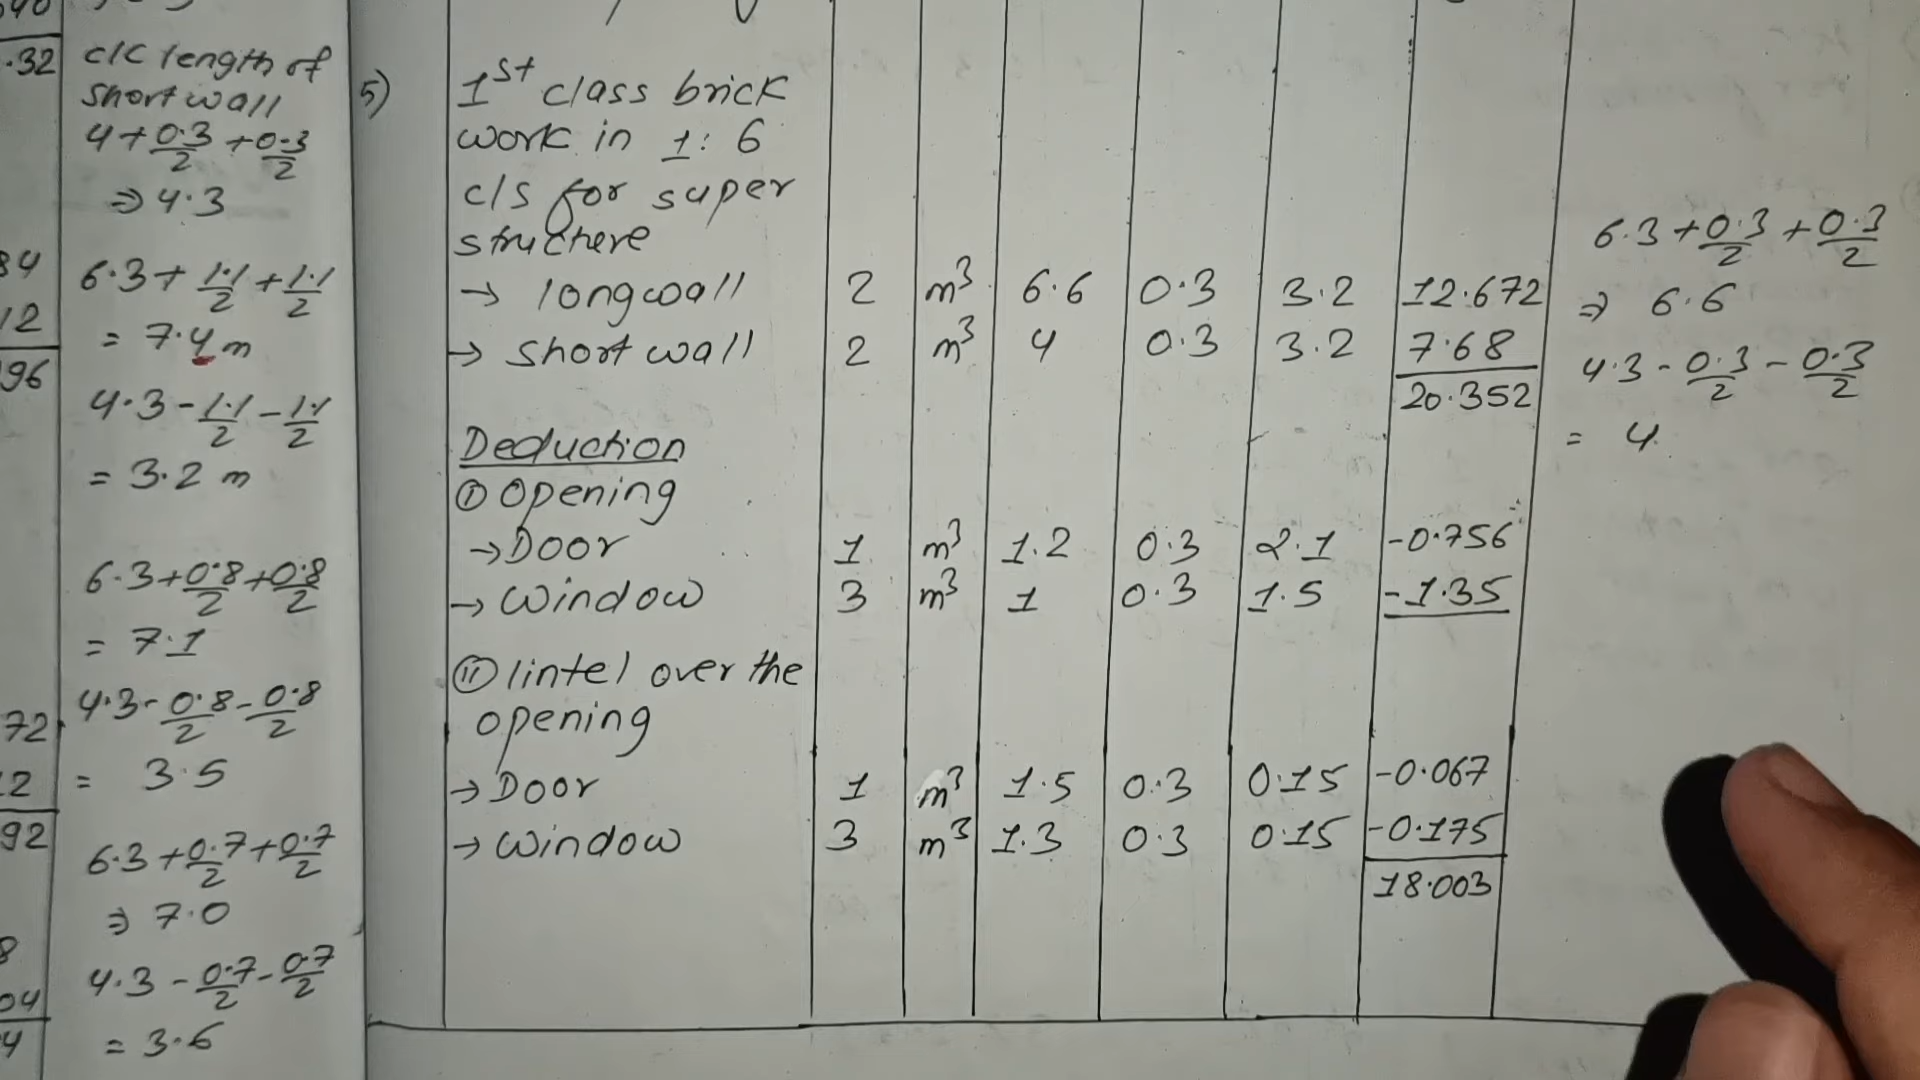 .32
c/c length of
short wall
4+0.3/2+0.3/2
⇒4.3
84
6.3+1.1/2+1.1/2
12
= 7.4 m
96
4.3-1.1/2-1.1/2
= 3.2 m
6.3+0.8/2+0.8/2
= 7.1
4.3-0.8/2-0.8/2
72
= 3.5
92
6.3+0.7/2+0.7/2
⇒ 7.0
4.3-0.7/2-0.7/2
04
= 3.6
4
5) 1st class brick
work in 1:6
c/s for super
structere
→ longwall 2 m³ 6.6 0.3 3.2 12.672
→ short wall 2 m³ 4 0.3 3.2 7.68
20.352
Deduction
(i) Opening
→Door 1 m³ 1.2 0.3 2.1 -0.756
→ Window 3 m³ 1 0.3 1.5 -1.35
(ii) lintel over the
opening
→Door 1 m³ 1.5 0.3 0.15 -0.067
→ Window 3 m³ 1.3 0.3 0.15 -0.175
18.003
6.3+0.3/2+0.3/2
⇒ 6.6
4.3-0.3/2-0.3/2
= 4